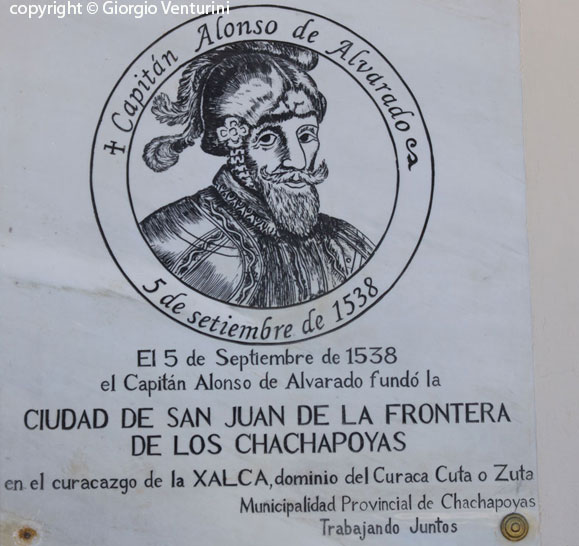 copyright © Giorgio Venturini
✝ Capitán Alonso de Alvarado
5 de setiembre de 1538
El 5 de Septiembre de 1538
el Capitán Alonso de Alvarado fundó la
CIUDAD DE SAN JUAN DE LA FRONTERA
DE LOS CHACHAPOYAS
en el curacazgo de la XALCA, dominio del Curaca Cuta o Zuta
Municipalidad Provincial de Chachapoyas
Trabajando Juntos